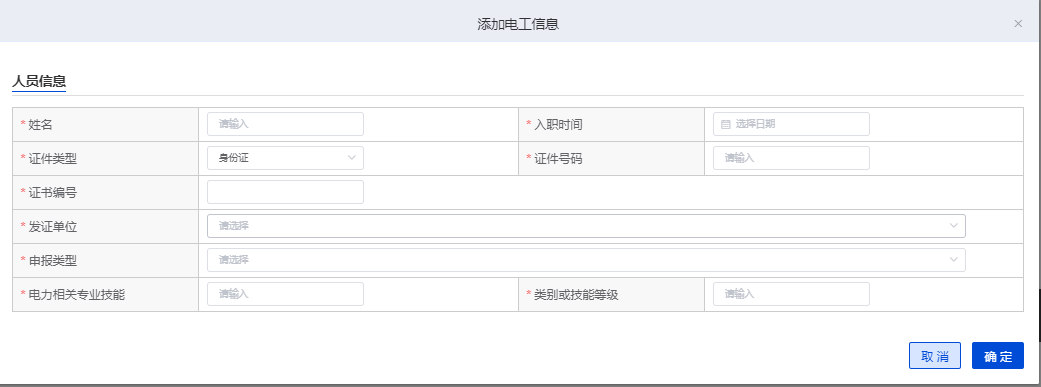 添加电工信息
人员信息
* 姓名 请输入 * 入职时间 选择日期
* 证件类型 身份证 * 证件号码 请输入
* 证书编号
* 发证单位 请选择
* 申报类型 请选择
* 电力相关专业技能 请输入 * 类别或技能等级 请输入
取 消 确 定